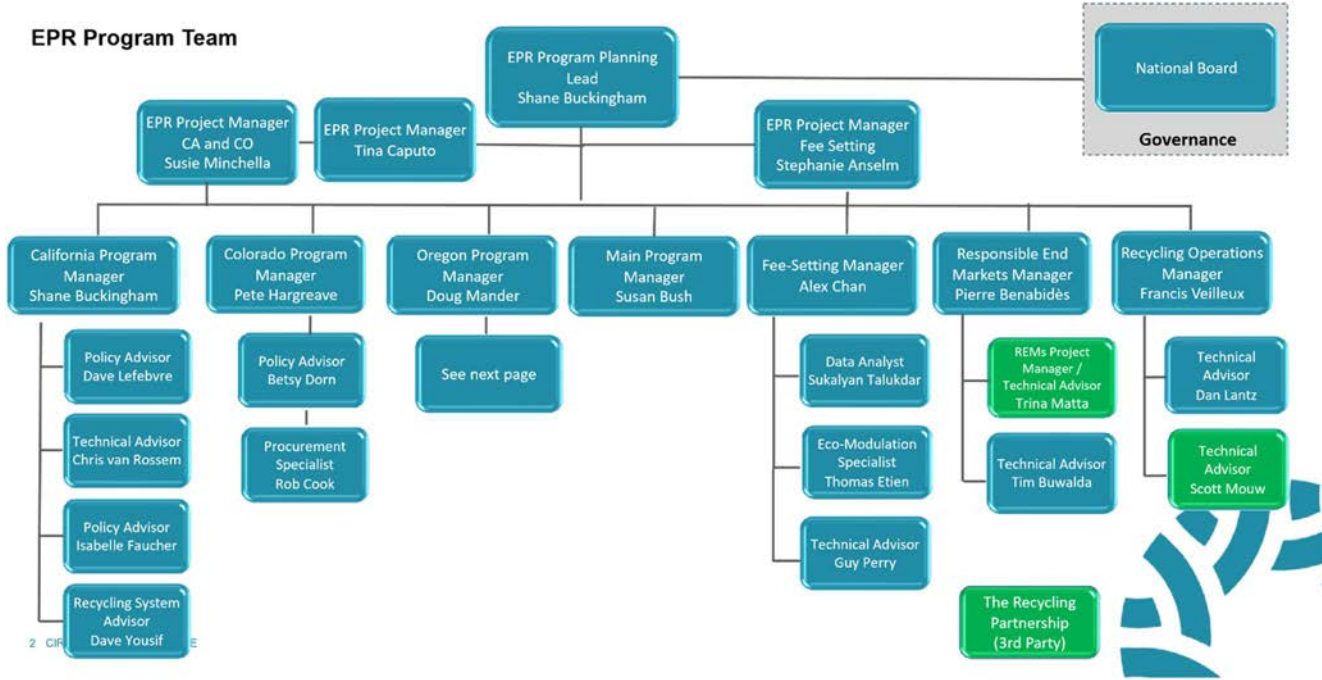 EPR Program Team
EPR Program Planning
Lead
Shane Buckingham
National Board
Governance
EPR Project Manager
CA and CO
Susie Minchella
EPR Project Manager
Tina Caputo
EPR Project Manager
Fee Setting
Stephanie Anselm
California Program
Manager
Shane Buckingham
Colorado Program
Manager
Pete Hargreave
Oregon Program
Manager
Doug Mander
Main Program
Manager
Susan Bush
Fee-Setting Manager
Alex Chan
Responsible End
Markets Manager
Pierre Benabidès
Recycling Operations
Manager
Francis Veilleux
Policy Advisor
Dave Lefebvre
Technical Advisor
Chris van Rossem
Policy Advisor
Isabelle Faucher
Recycling System
Advisor
Dave Yousif
Policy Advisor
Betsy Dorn
Procurement
Specialist
Rob Cook
See next page
Data Analyst
Sukalyan Talukdar
Eco-Modulation
Specialist
Thomas Etien
Technical Advisor
Guy Perry
REMs Project
Manager /
Technical Advisor
Trina Matta
Technical Advisor
Tim Buwalda
Technical
Advisor
Dan Lantz
Technical
Advisor
Scott Mouw
The Recycling
Partnership
(3rd Party)
2